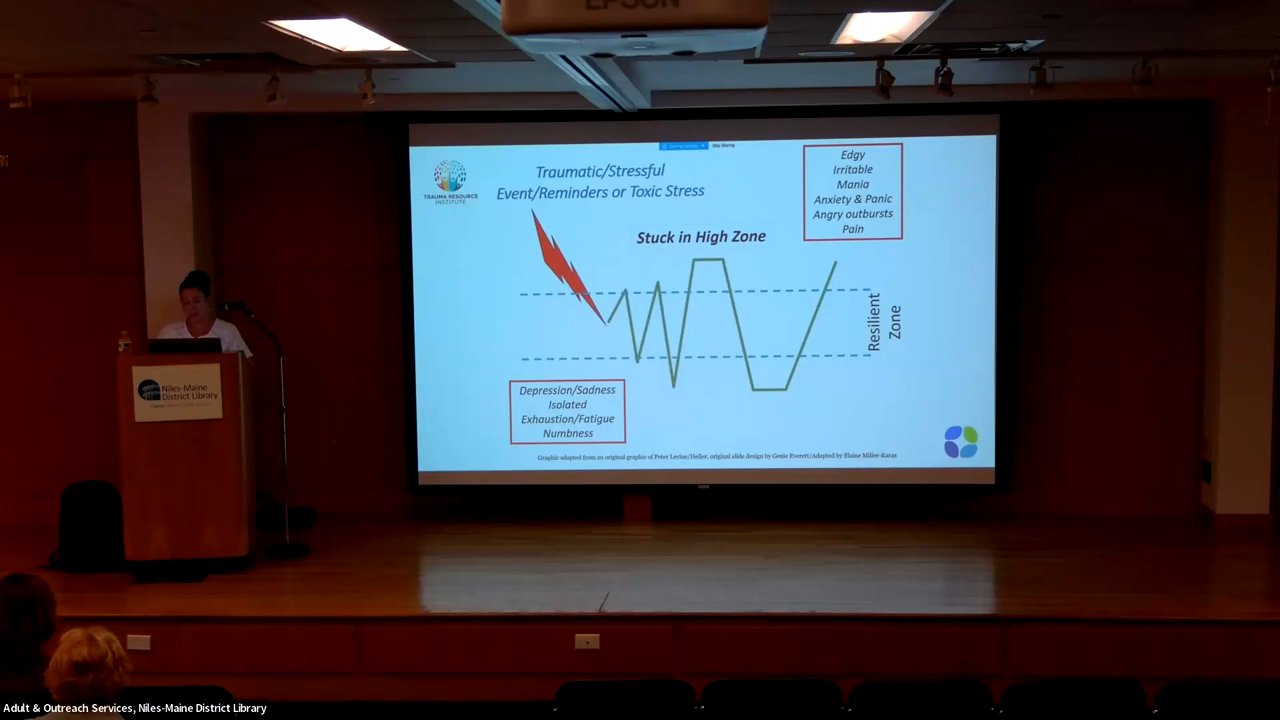 EPSON
Stop Sharing
TRAUMA RESOURCE
INSTITUTE
Traumatic/Stressful
Event/Reminders or Toxic Stress
Edgy
Irritable
Mania
Anxiety & Panic
Angry outbursts
Pain
Stuck in High Zone
Resilient
Zone
Depression/Sadness
Isolated
Exhaustion/Fatigue
Numbness
Graphic adapted from an original graphic of Peter Levine/Heller, original slide design by Genie Everett/Adapted by Elaine Miller-Karas
Niles-Maine
District Library
Adult & Outreach Services, Niles-Maine District Library